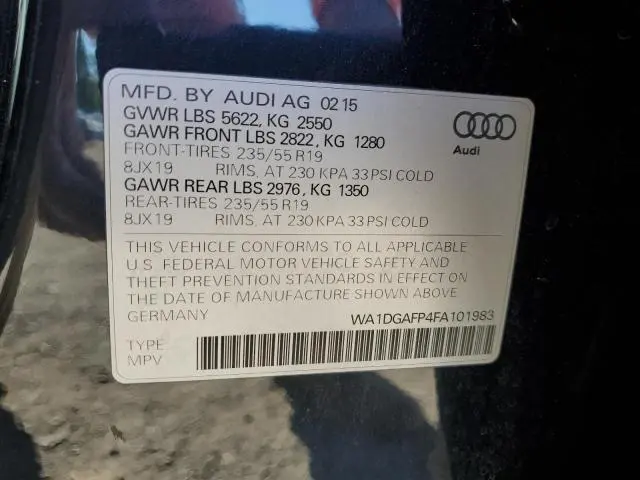 MFD. BY AUDI AG 02 15
GVWR LBS 5622, KG 2550
GAWR FRONT LBS 2822, KG 1280
FRONT-TIRES 235/55 R19
8JX19 RIMS, AT 230 KPA 33 PSI COLD
GAWR REAR LBS 2976, KG 1350
REAR-TIRES 235/55 R19
8JX19 RIMS, AT 230 KPA 33 PSI COLD
Audi
THIS VEHICLE CONFORMS TO ALL APPLICABLE
U.S. FEDERAL MOTOR VEHICLE SAFETY AND
THEFT PREVENTION STANDARDS IN EFFECT ON
THE DATE OF MANUFACTURE SHOWN ABOVE
GERMANY
WA1DGAFP4FA101983
TYPE
MPV